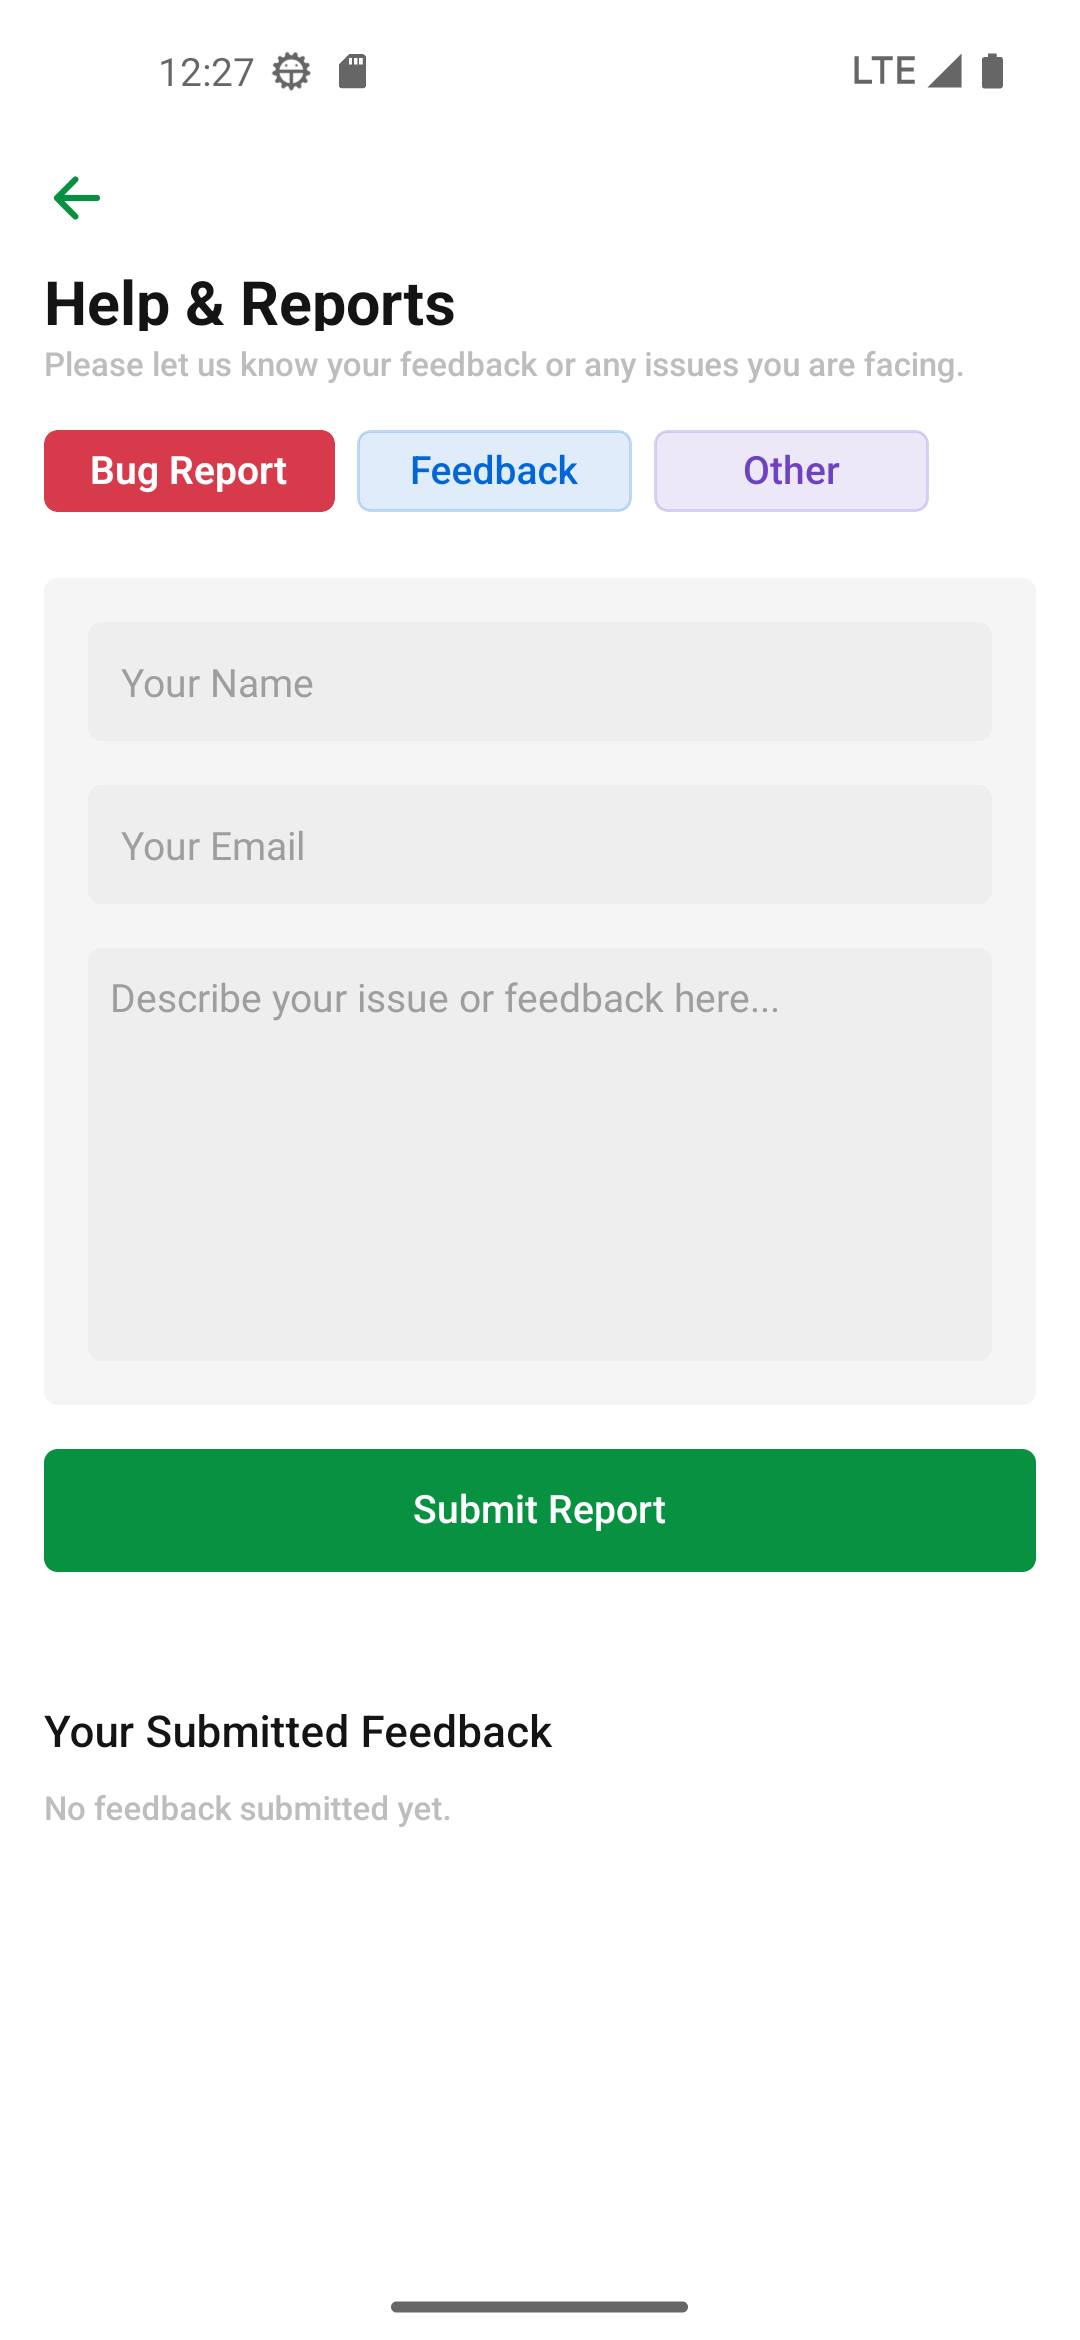 12:27 LTE
Help & Reports
Please let us know your feedback or any issues you are facing.
Bug Report Feedback Other
Your Name
Your Email
Describe your issue or feedback here...
Submit Report
Your Submitted Feedback
No feedback submitted yet.